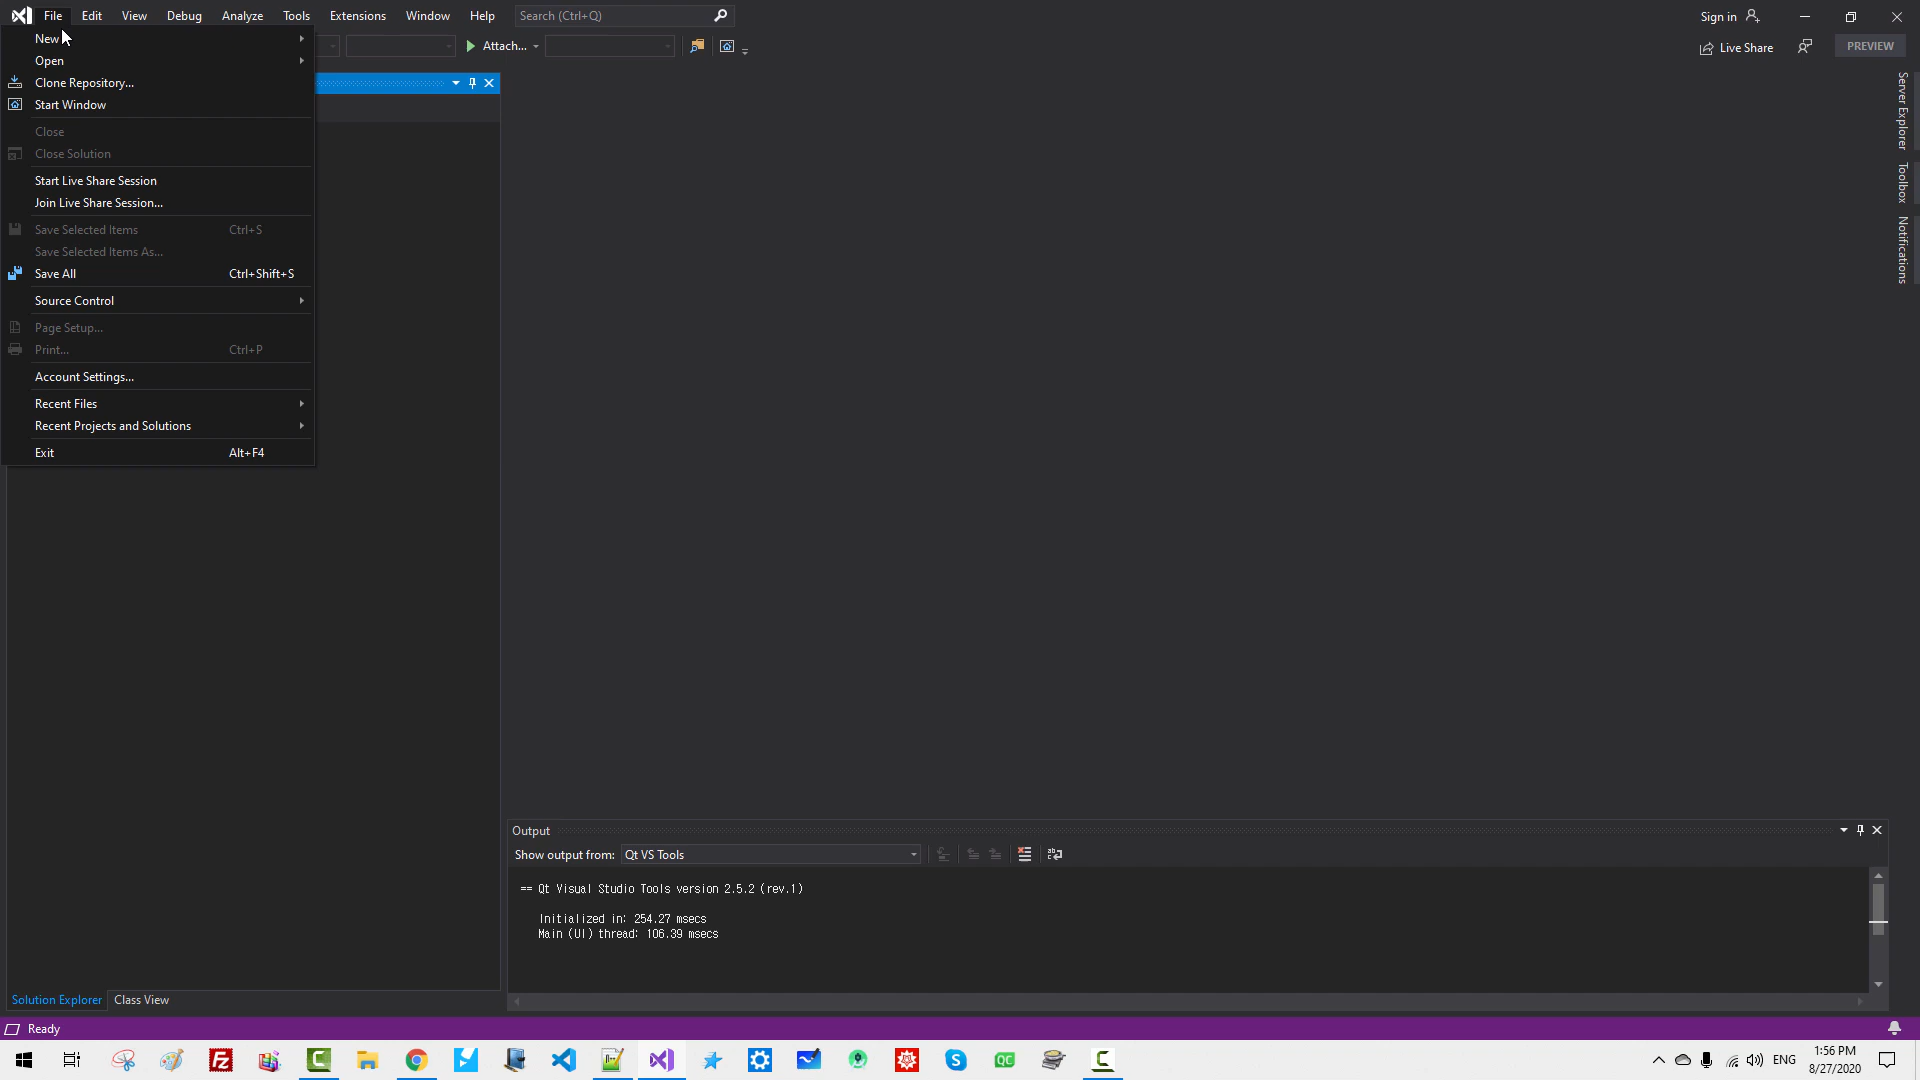 File Edit View Debug Analyze Tools Extensions Window Help Search (Ctrl+Q) Sign in
Attach... Live Share PREVIEW
New
Open
Clone Repository...
Start Window
Close
Close Solution
Start Live Share Session
Join Live Share Session...
Save Selected Items Ctrl+S
Save Selected Items As...
Save All Ctrl+Shift+S
Source Control
Page Setup...
Print... Ctrl+P
Account Settings...
Recent Files
Recent Projects and Solutions
Exit Alt+F4
Server Explorer
Toolbox
Notifications
Output
Show output from: Qt VS Tools
== Qt Visual Studio Tools version 2.5.2 (rev.1)
Initialized in: 254.27 msecs
Main (UI) thread: 106.39 msecs
Solution Explorer Class View
Ready
ENG 1:56 PM
8/27/2020